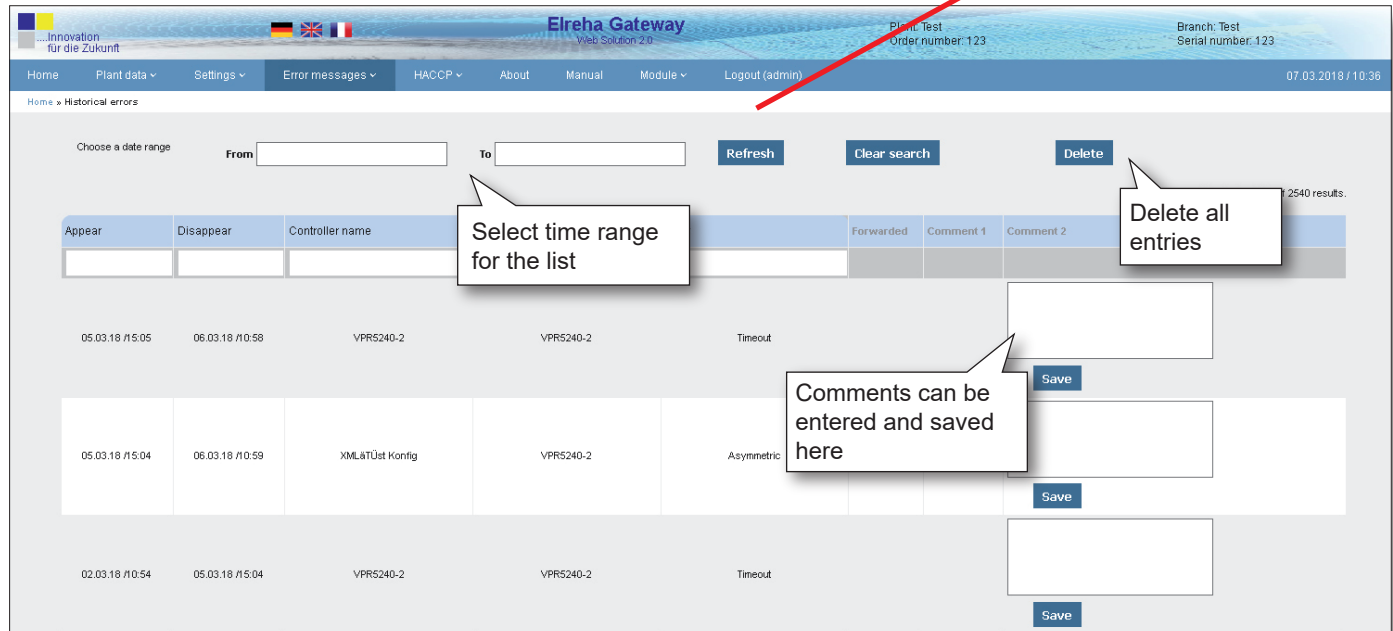 ....Innovation
für die Zukunft
Elreha Gateway
Web Solution 2.0
Plant: Test
Order number: 123
Branch: Test
Serial number: 123
Home Plant data Settings Error messages HACCP About Manual Module Logout (admin) 07.03.2018 / 10:36
Home » Historical errors
Choose a date range From To Refresh Clear search Delete
2540 results.
Delete all
entries
Select time range
for the list
Appear Disappear Controller name Forwarded Comment 1 Comment 2
05.03.18 /15:05 06.03.18 /10:58 VPR5240-2 VPR5240-2 Timeout
Save
Comments can be
entered and saved
here
05.03.18 /15:04 06.03.18 /10:59 XMLäTÜst Konfig VPR5240-2 Asymmetric
Save
02.03.18 /10:54 05.03.18 /15:04 VPR5240-2 VPR5240-2 Timeout
Save